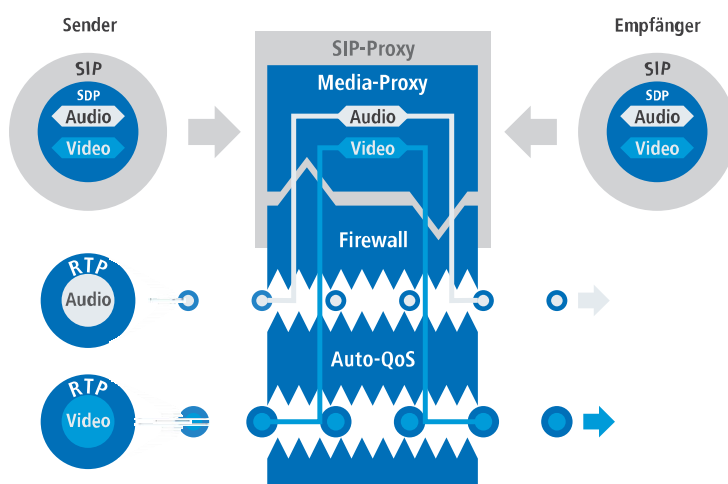 Sender
Empfänger
SIP
SDP
Audio
Video
SIP-Proxy
Media-Proxy
Audio
Video
SIP
SDP
Audio
Video
Firewall
RTP
Audio
Auto-QoS
RTP
Video